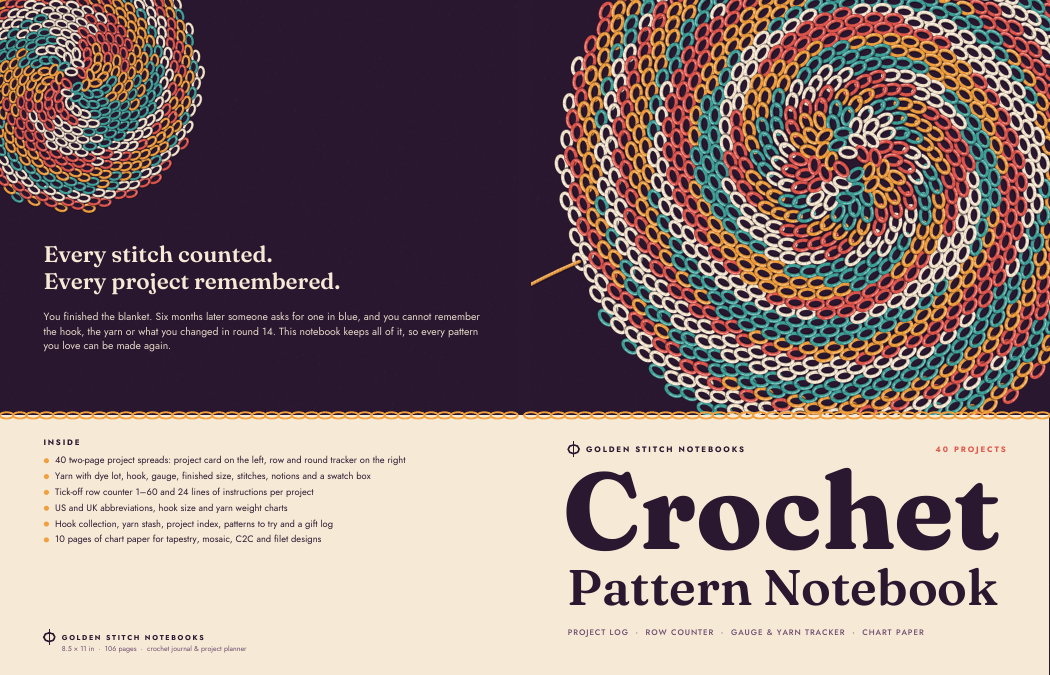 Every stitch counted.
Every project remembered.
You finished the blanket. Six months later someone asks for one in blue, and you cannot remember
the hook, the yarn or what you changed in round 14. This notebook keeps all of it, so every pattern
you love can be made again.
INSIDE
40 two-page project spreads: project card on the left, row and round tracker on the right
Yarn with dye lot, hook, gauge, finished size, stitches, notions and a swatch box
Tick-off row counter 1–60 and 24 lines of instructions per project
US and UK abbreviations, hook size and yarn weight charts
Hook collection, yarn stash, project index, patterns to try and a gift log
10 pages of chart paper for tapestry, mosaic, C2C and filet designs
GOLDEN STITCH NOTEBOOKS
8.5 × 11 in · 106 pages · crochet journal & project planner
GOLDEN STITCH NOTEBOOKS
40 PROJECTS
Crochet
Pattern Notebook
PROJECT LOG · ROW COUNTER · GAUGE & YARN TRACKER · CHART PAPER